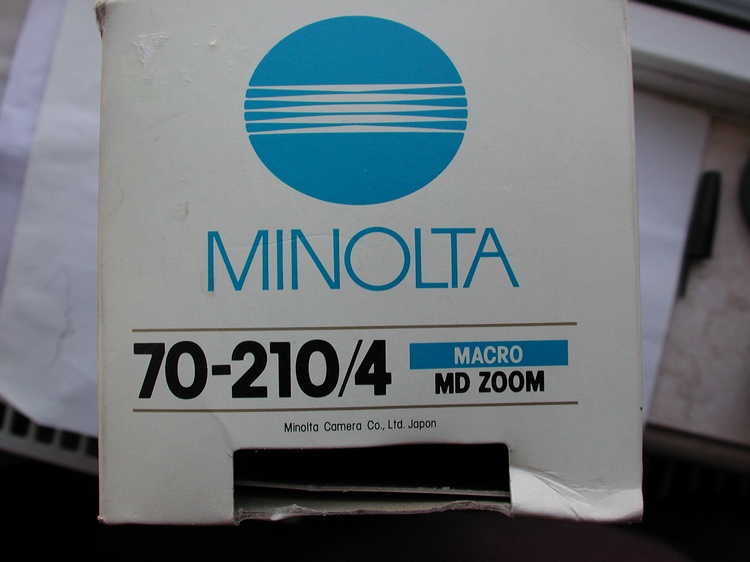 MINOLTA
70-210/4
MACRO
MD ZOOM
Minolta Camera Co., Ltd. Japon